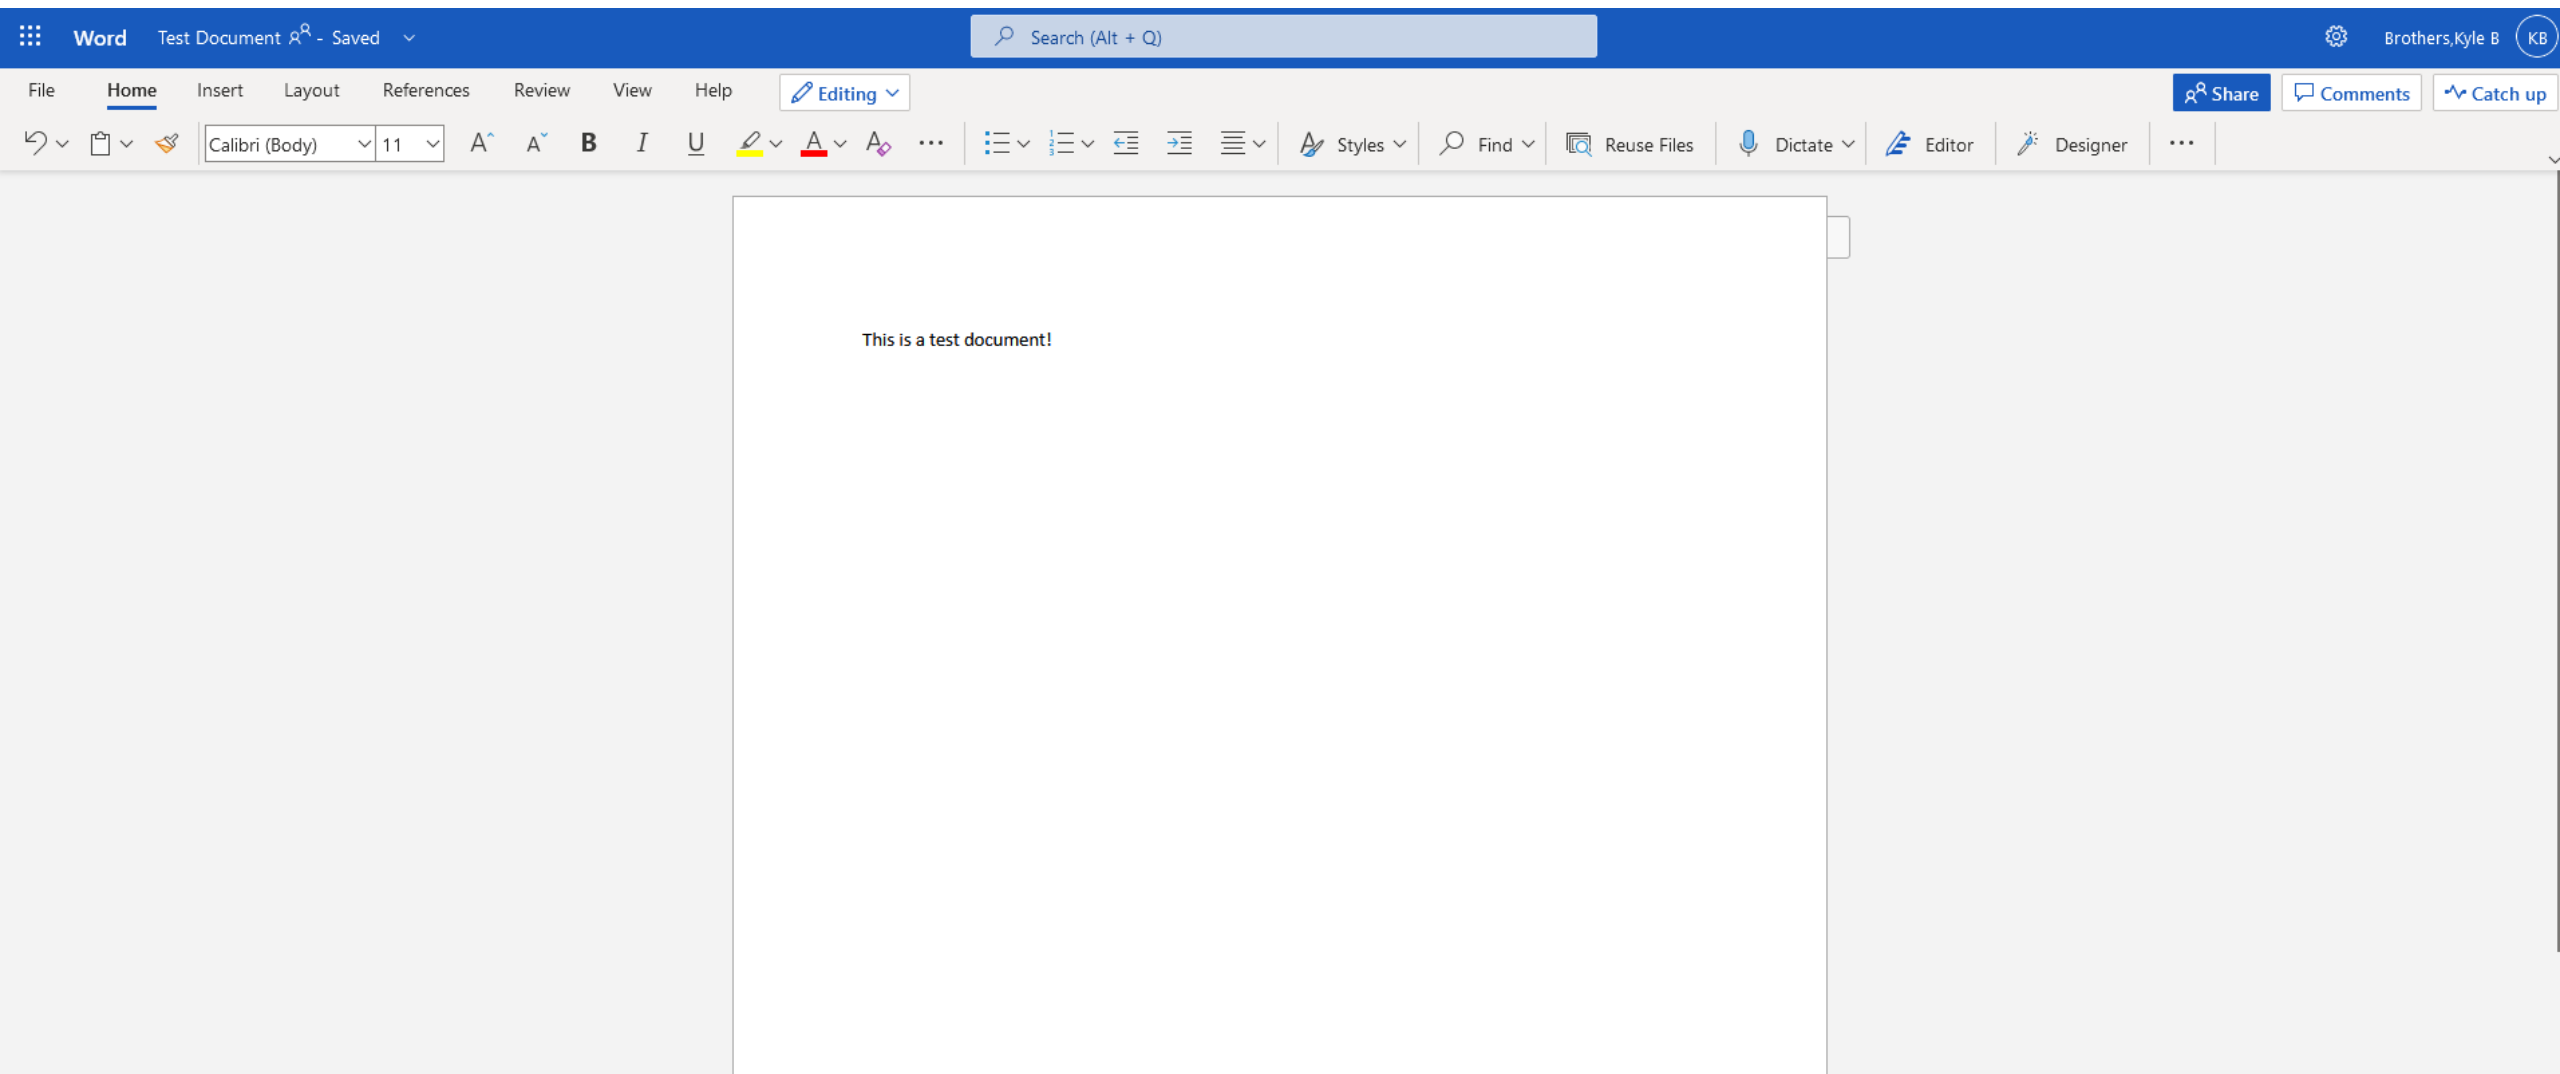 Word Test Document - Saved Search (Alt + Q) Brothers,Kyle B KB
File Home Insert Layout References Review View Help Editing Share Comments Catch up
Calibri (Body) 11 A A B I U A A Styles Find Reuse Files Dictate Editor Designer
This is a test document!